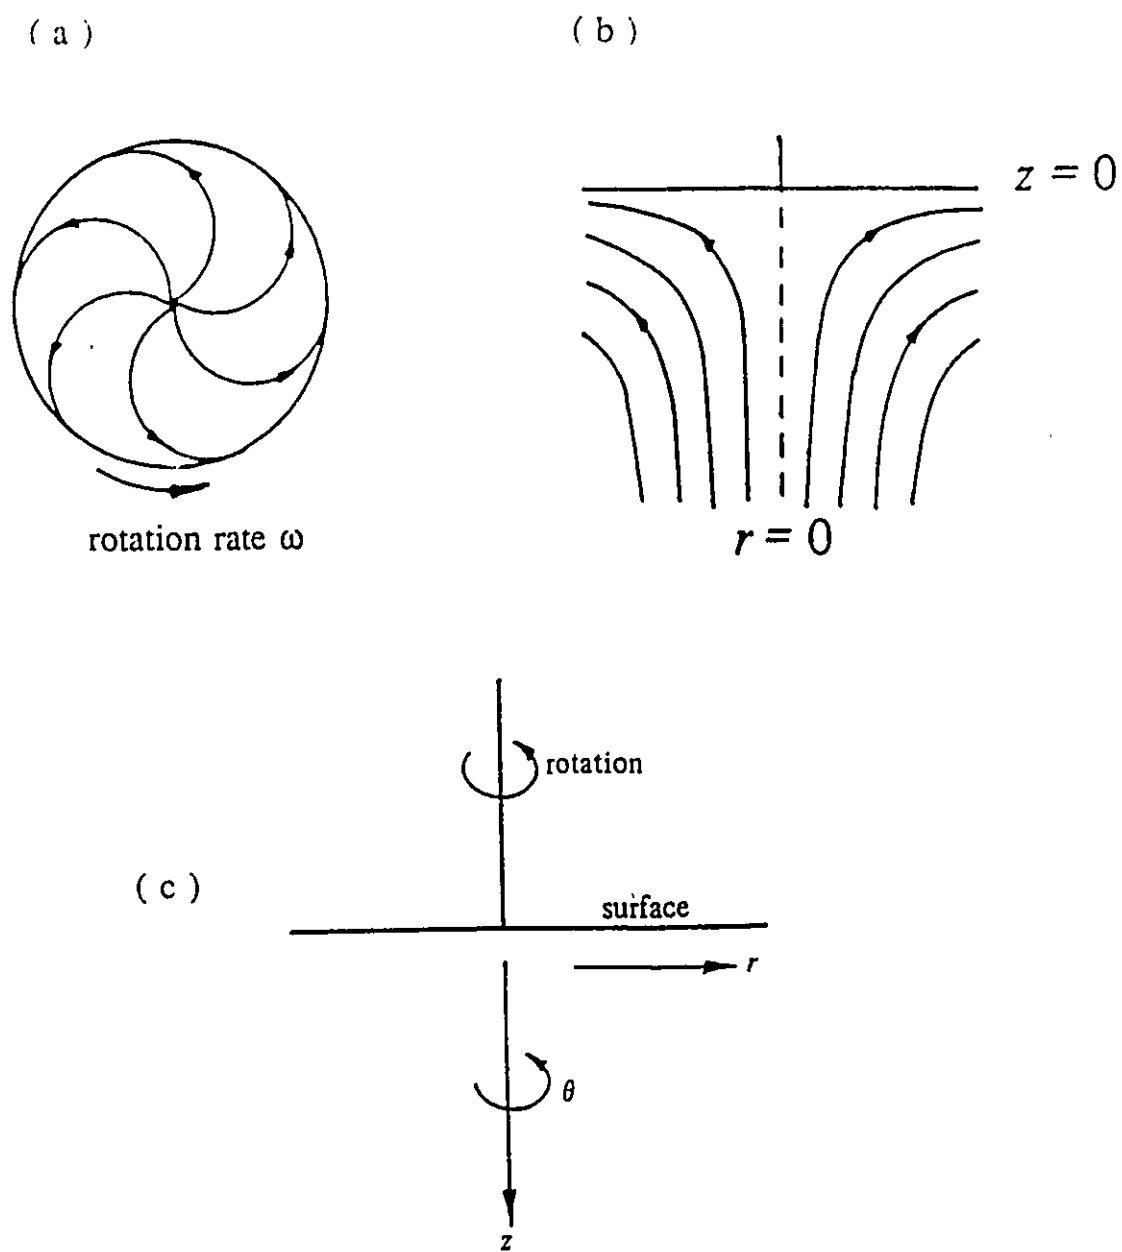 (a)
(b)
z = 0
rotation rate ω
r = 0
rotation
(c)
surface
r
θ
z